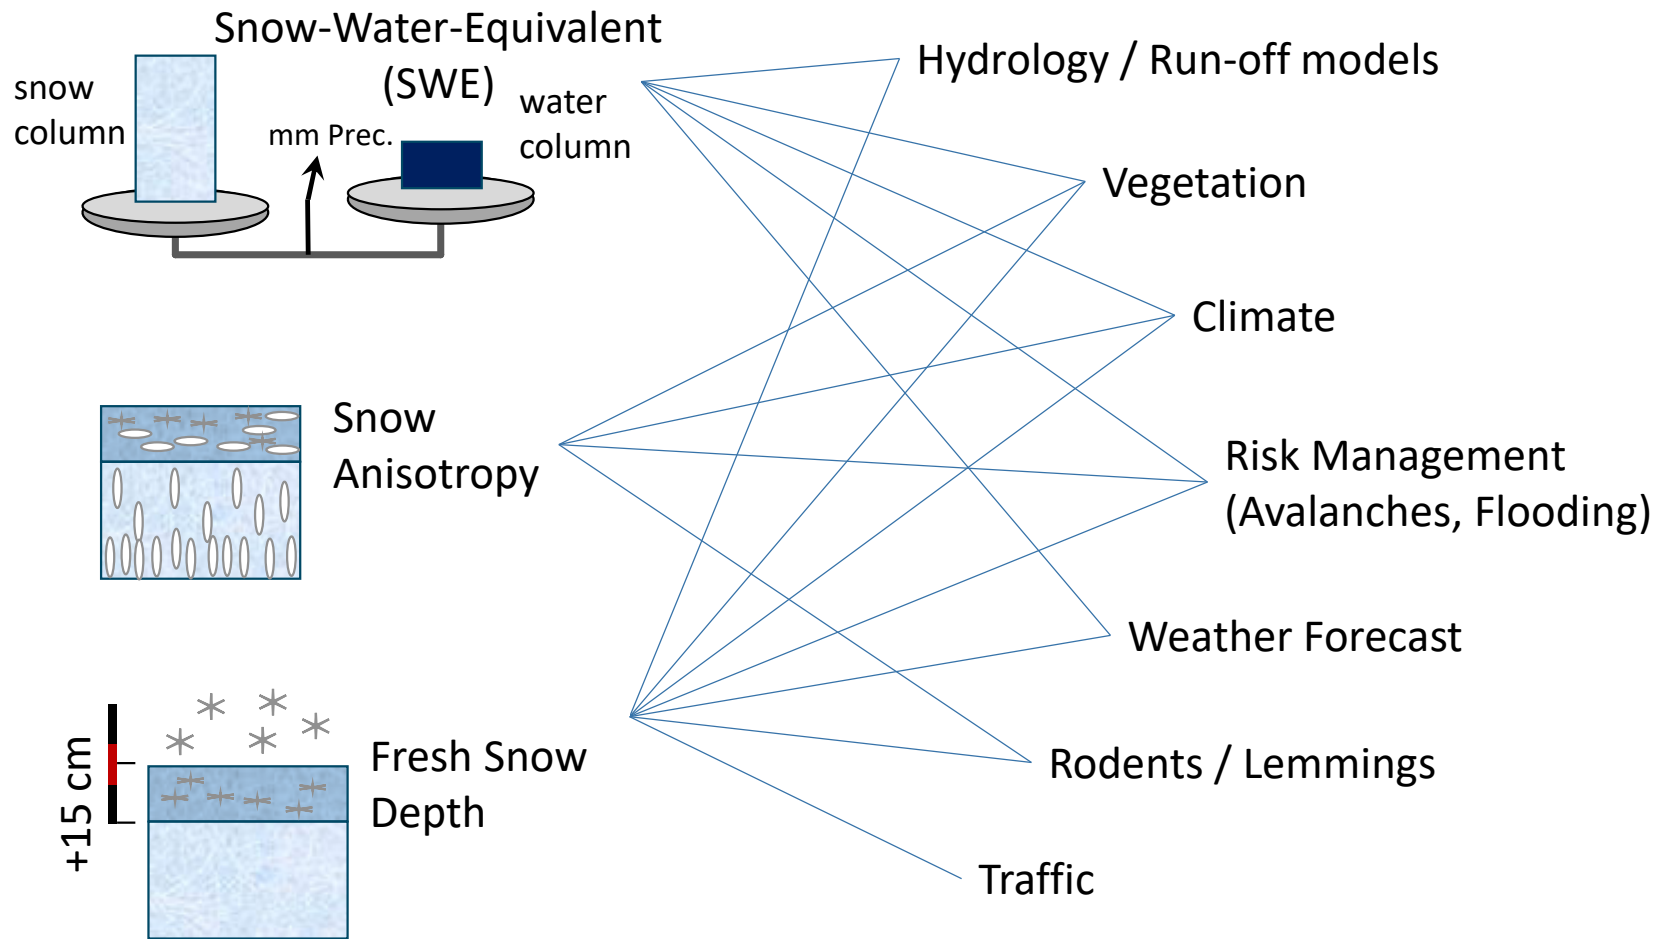 Snow-Water-Equivalent
(SWE)
snow
column
mm Prec.
water
column
Snow
Anisotropy
+15 cm
Fresh Snow
Depth
Hydrology / Run-off models
Vegetation
Climate
Risk Management
(Avalanches, Flooding)
Weather Forecast
Rodents / Lemmings
Traffic